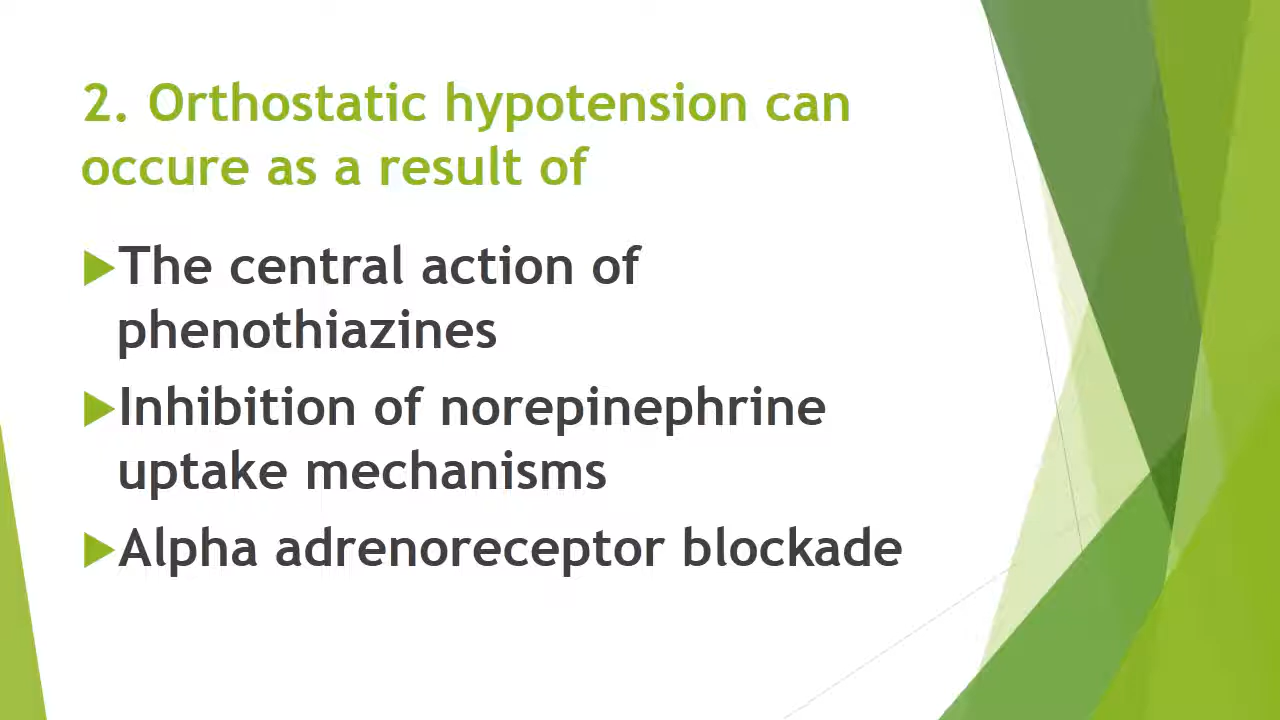 2. Orthostatic hypotension can
occure as a result of
The central action of
phenothiazines
Inhibition of norepinephrine
uptake mechanisms
Alpha adrenoreceptor blockade